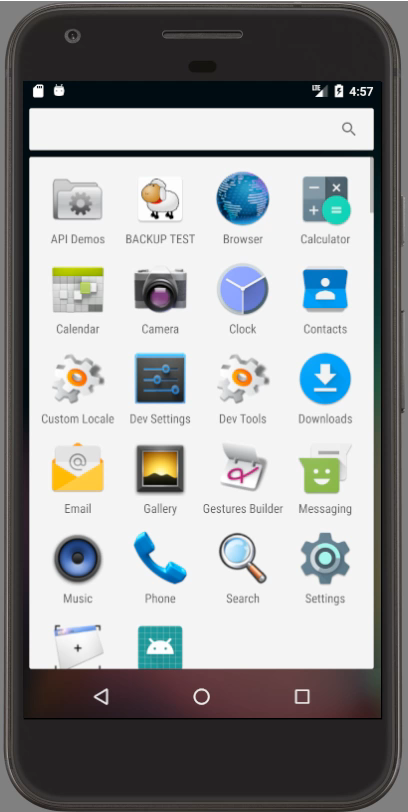 LTE 4:57
API Demos BACKUP TEST Browser Calculator
Calendar Camera Clock Contacts
Custom Locale Dev Settings Dev Tools Downloads
@
Email Gallery Gestures Builder Messaging
Music Phone Search Settings